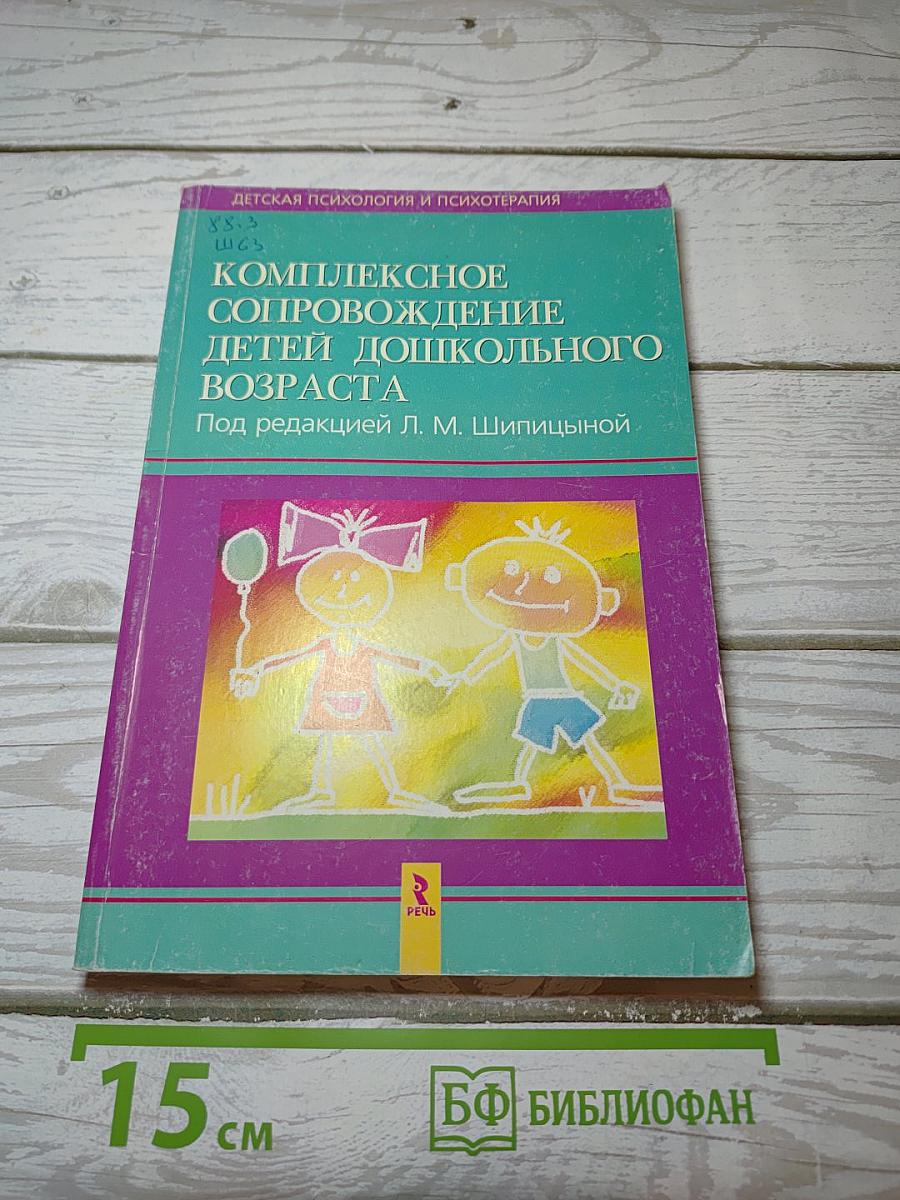 ДЕТСКАЯ ПСИХОЛОГИЯ И ПСИХОТЕРАПИЯ
88.3
Ш63
КОМПЛЕКСНОЕ
СОПРОВОЖДЕНИЕ
ДЕТЕЙ ДОШКОЛЬНОГО
ВОЗРАСТА
Под редакцией Л. М. Шипицыной
РЕЧЬ
15 см
БФ БИБЛИОФАН